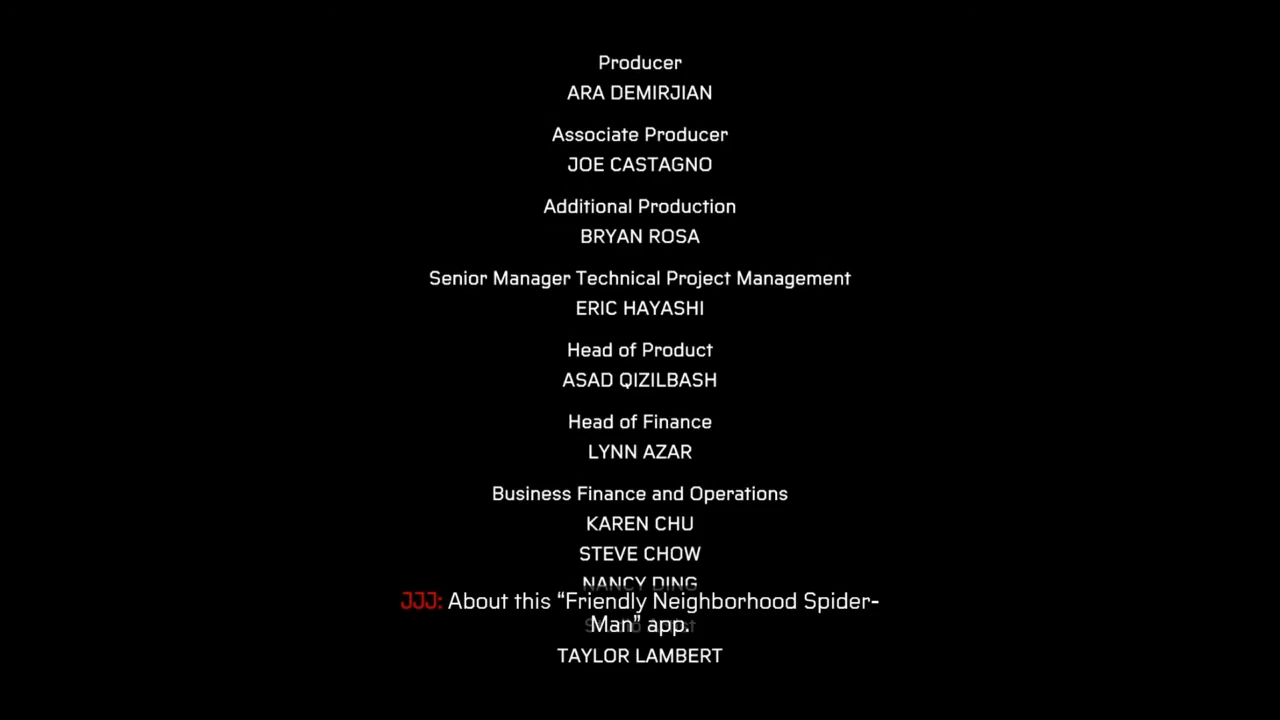 Producer
ARA DEMIRJIAN
Associate Producer
JOE CASTAGNO
Additional Production
BRYAN ROSA
Senior Manager Technical Project Management
ERIC HAYASHI
Head of Product
ASAD QIZILBASH
Head of Finance
LYNN AZAR
Business Finance and Operations
KAREN CHU
STEVE CHOW
NANCY DING
JJJ: About this “Friendly Neighborhood Spider-
Man” app.
TAYLOR LAMBERT